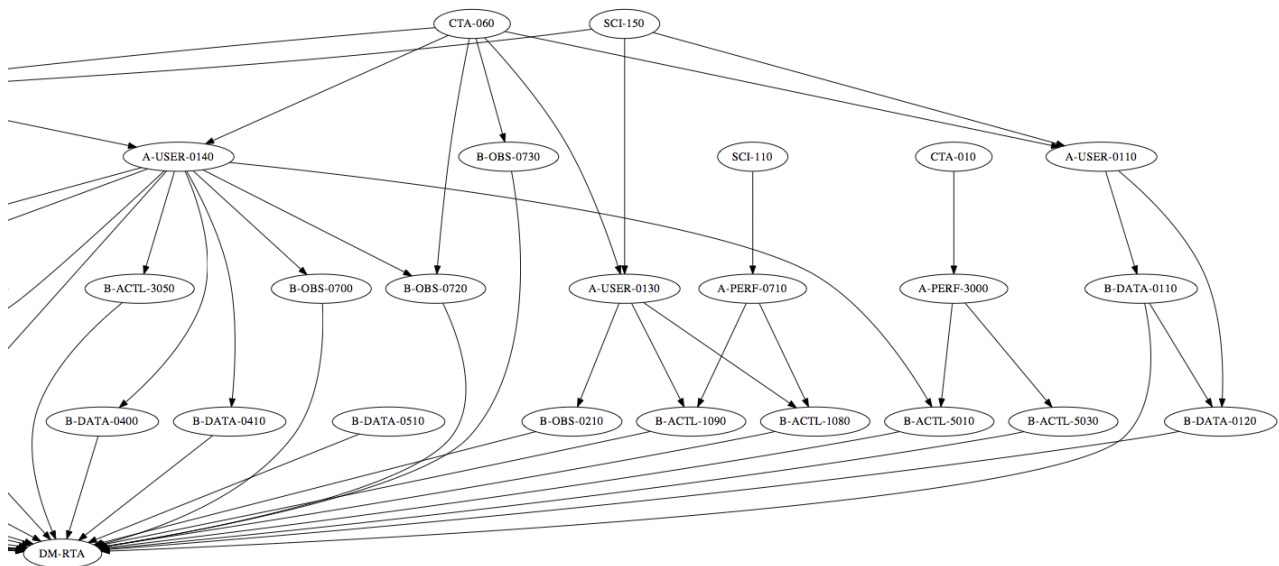 CTA-060
SCI-150
A-USER-0140
B-OBS-0730
SCI-110
CTA-010
A-USER-0110
B-ACTL-3050
B-OBS-0700
B-OBS-0720
A-USER-0130
A-PERF-0710
A-PERF-3000
B-DATA-0110
B-DATA-0400
B-DATA-0410
B-DATA-0510
B-OBS-0210
B-ACTL-1090
B-ACTL-1080
B-ACTL-5010
B-ACTL-5030
B-DATA-0120
DM-RTA